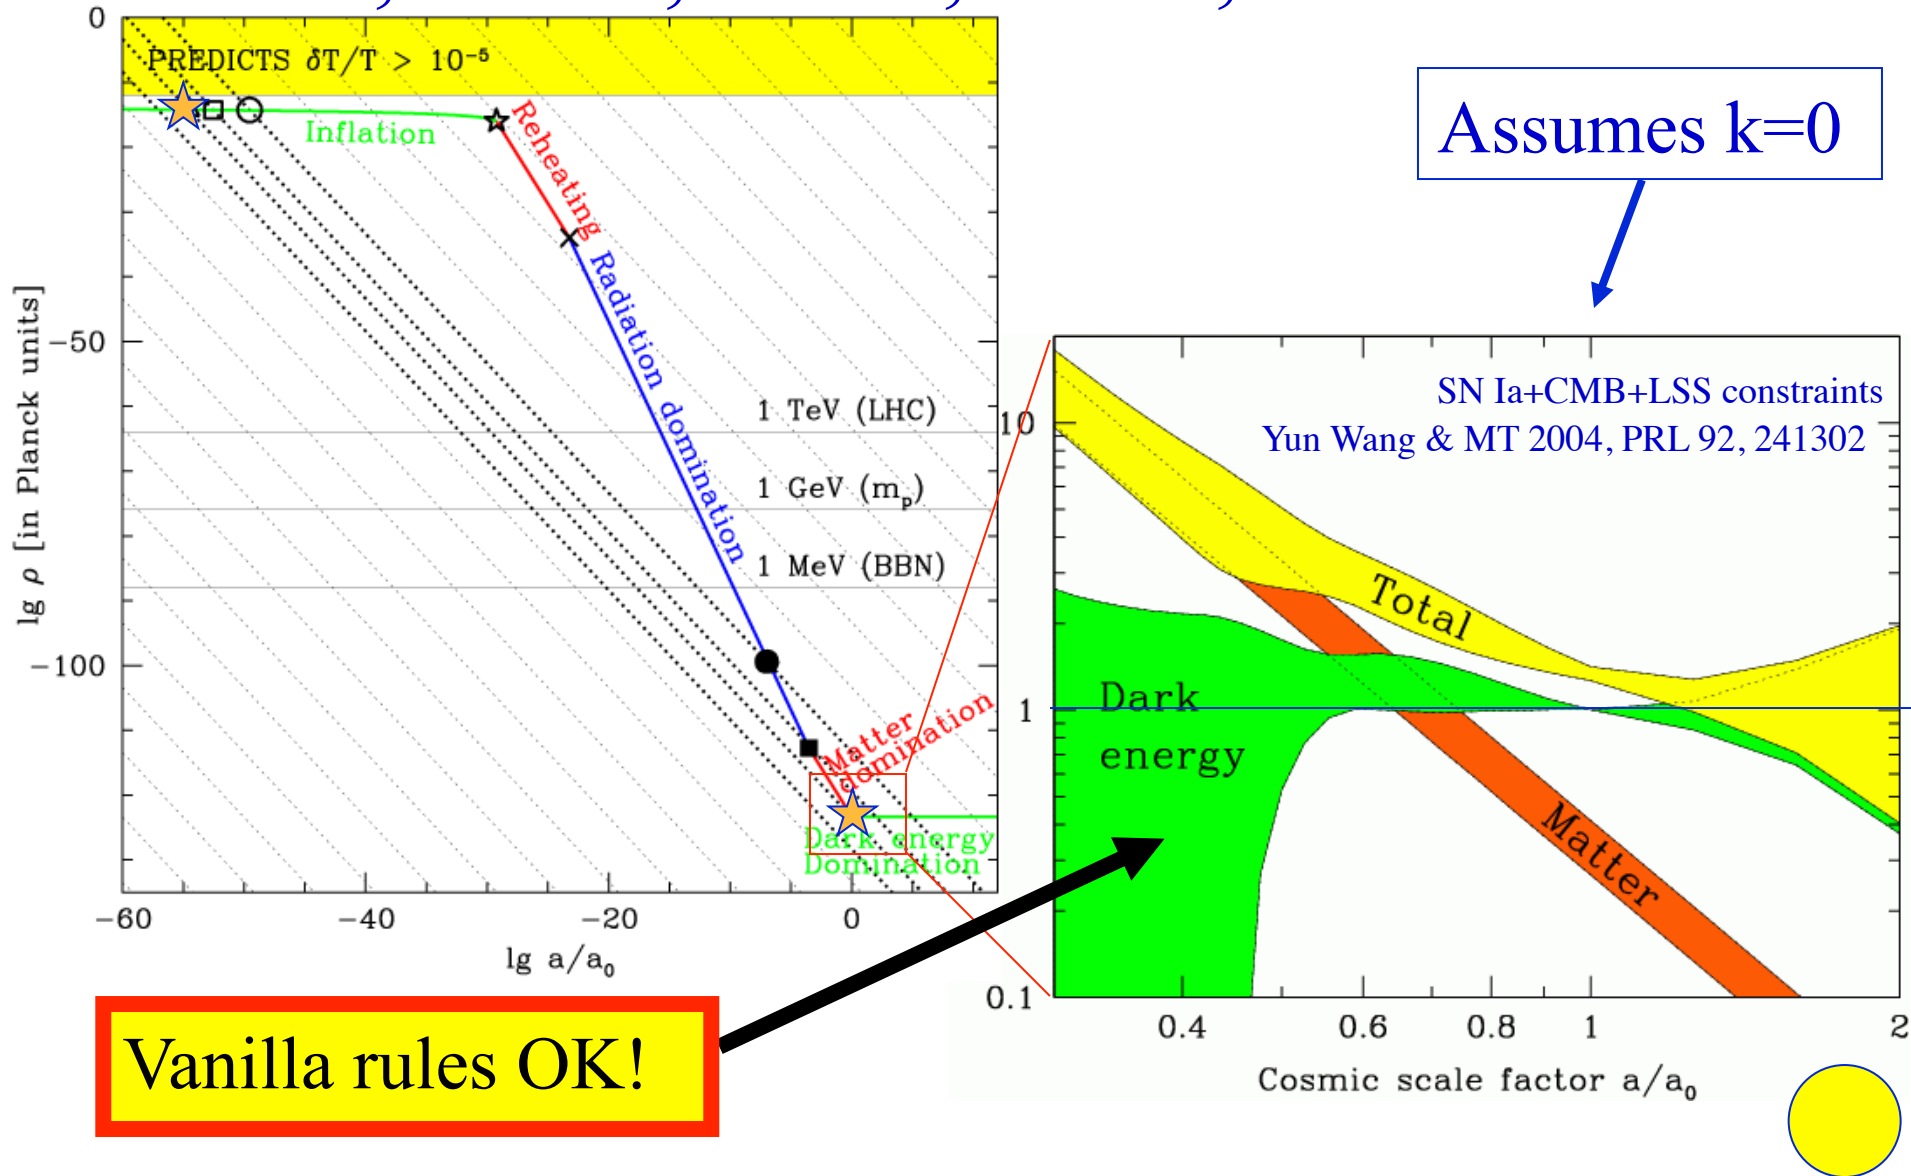 0
PREDICTS δT/T > 10⁻⁵
Inflation
Reheating
Radiation domination
1 TeV (LHC)
1 GeV (mₚ)
1 MeV (BBN)
Matter
domination
Dark energy
Domination
−50
−100
lg ρ [in Planck units]
−60
−40
−20
0
lg a/a₀
Assumes k=0
SN Ia+CMB+LSS constraints
Yun Wang & MT 2004, PRL 92, 241302
10
1
0.1
Total
Dark
energy
Matter
0.4
0.6
0.8
1
2
Cosmic scale factor a/a₀
Vanilla rules OK!